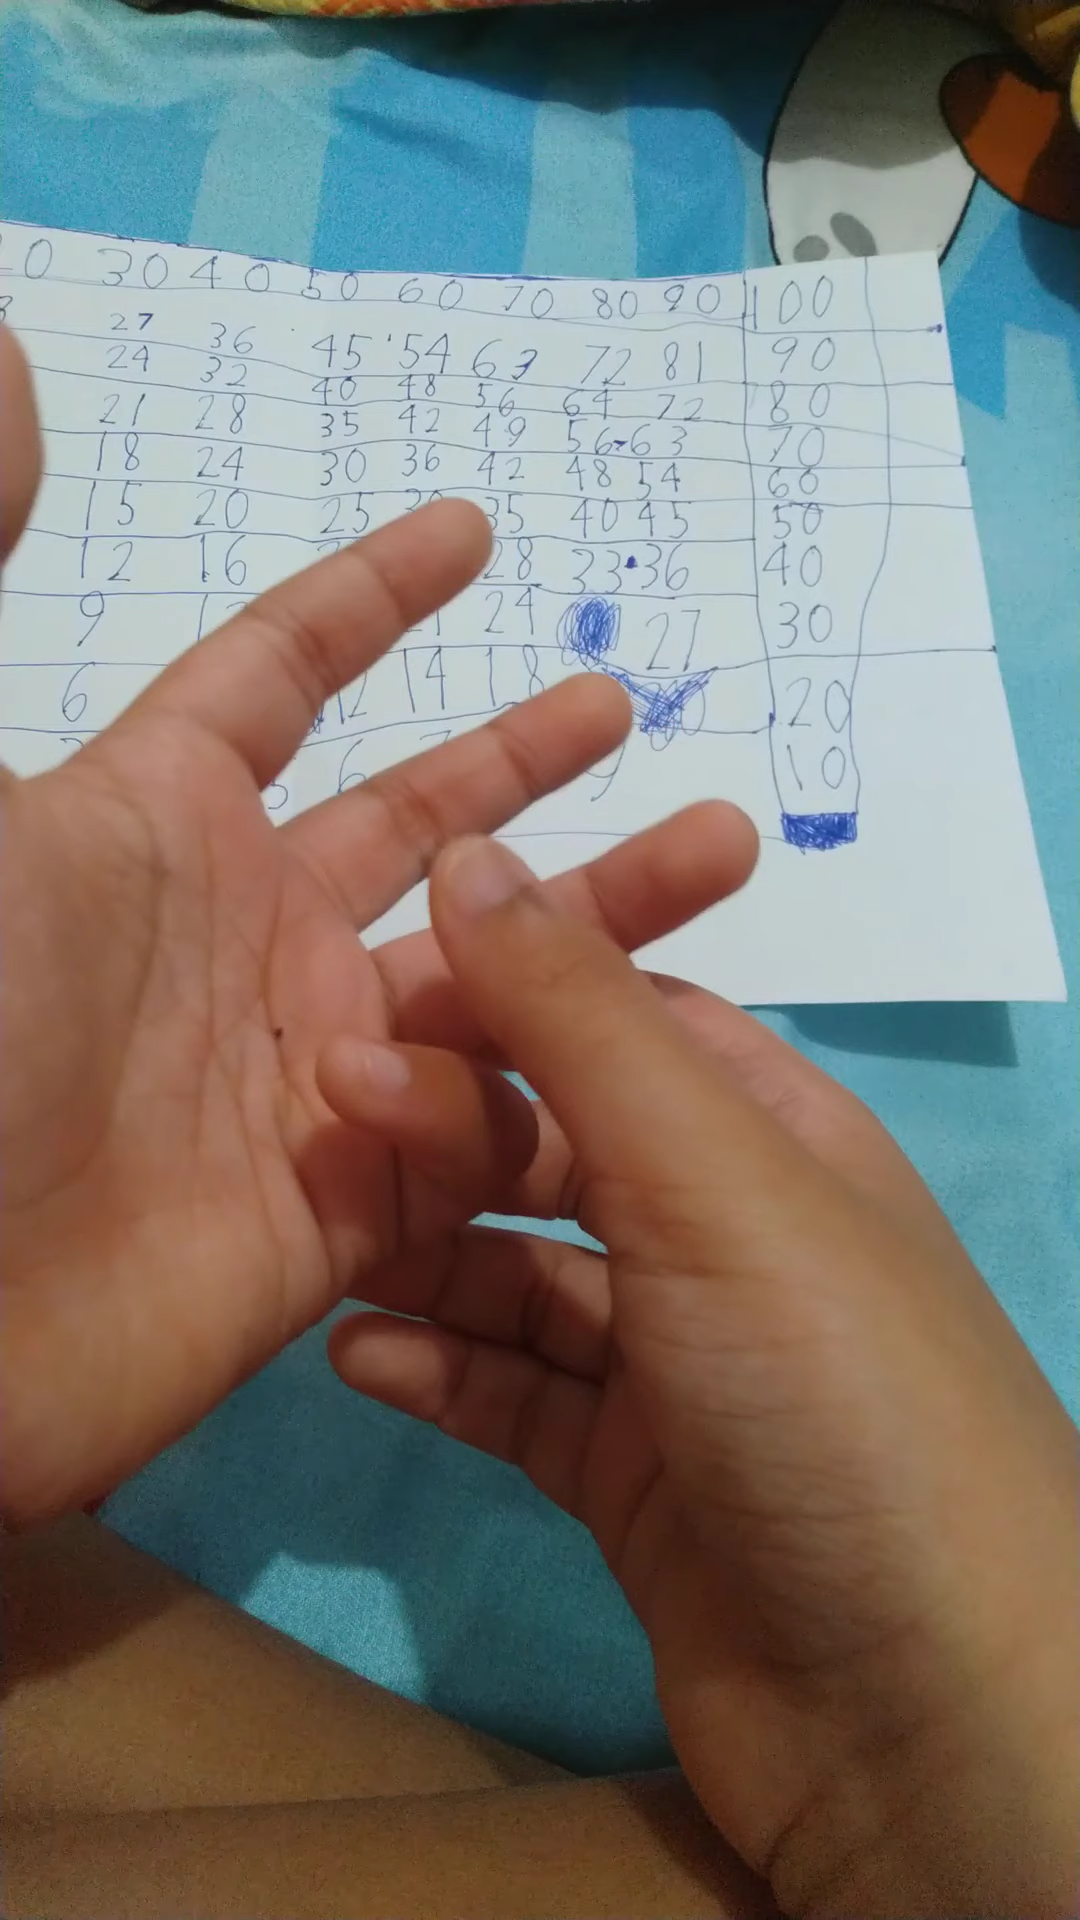 30 40 50 60 70 80 90 100
27 36 45 54 63 72 81 90
24 32 40 48 56 64 72 80
21 28 35 42 49 56 63 70
18 24 30 36 42 48 54 60
15 20 25 35 40 45 50
12 16 28 33 36 40
9 24 27 30
6 12 14 18 20
6 9 10